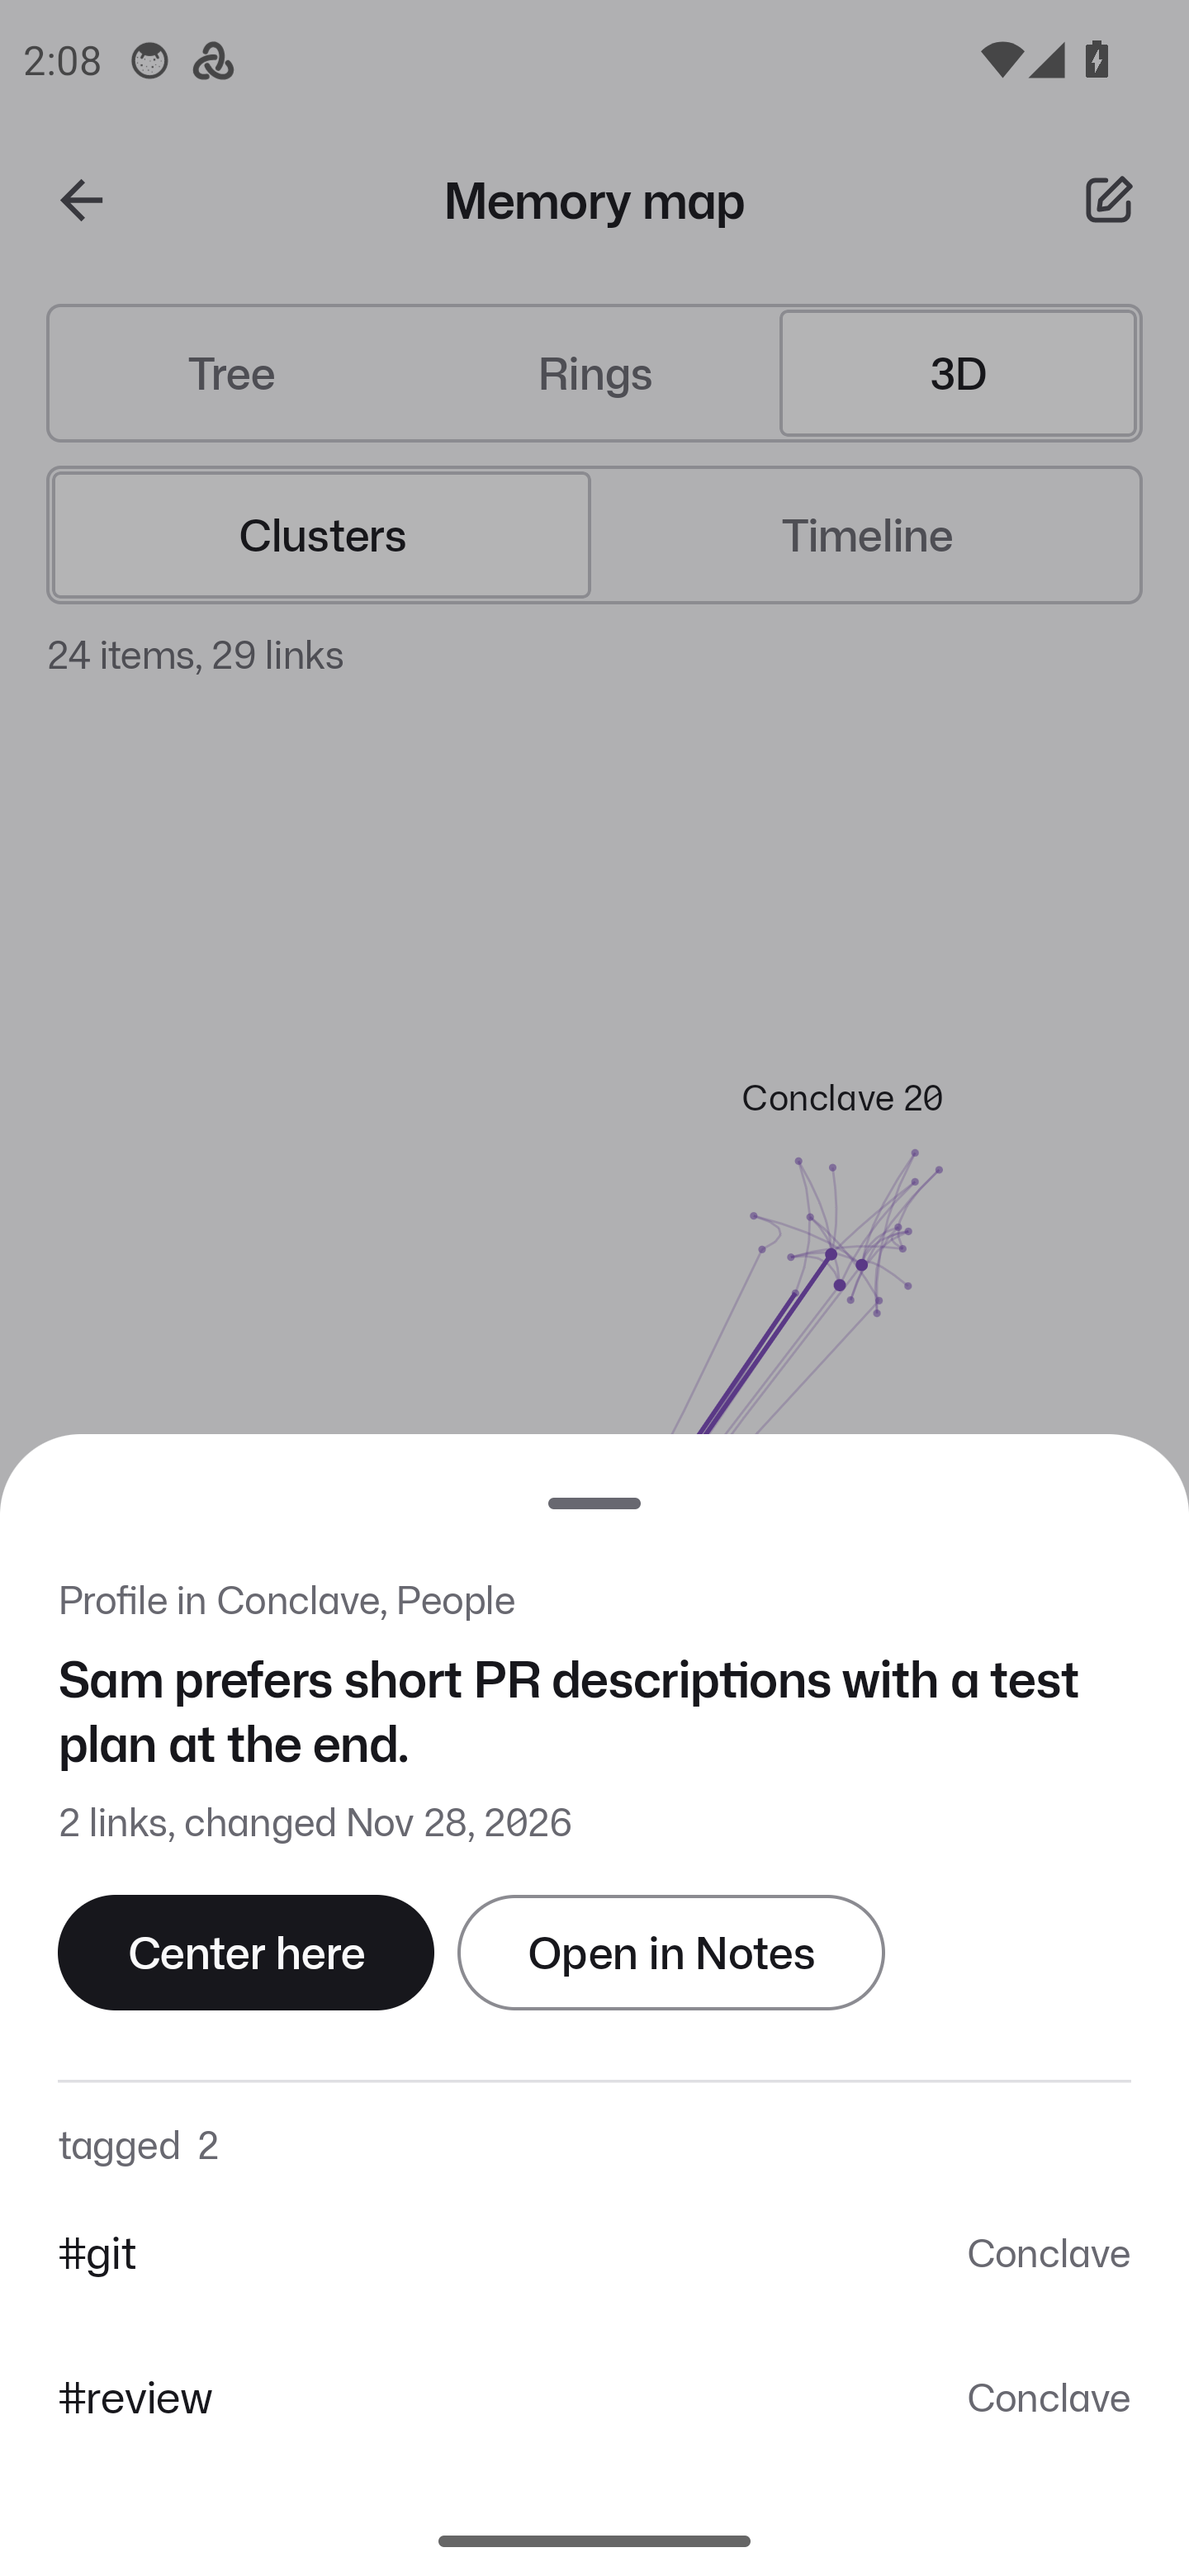 2:08
Memory map
Tree
Rings
3D
Clusters
Timeline
24 items, 29 links
Conclave 20
Profile in Conclave, People
Sam prefers short PR descriptions with a test
plan at the end.
2 links, changed Nov 28, 2026
Center here
Open in Notes
tagged 2
#git
Conclave
#review
Conclave